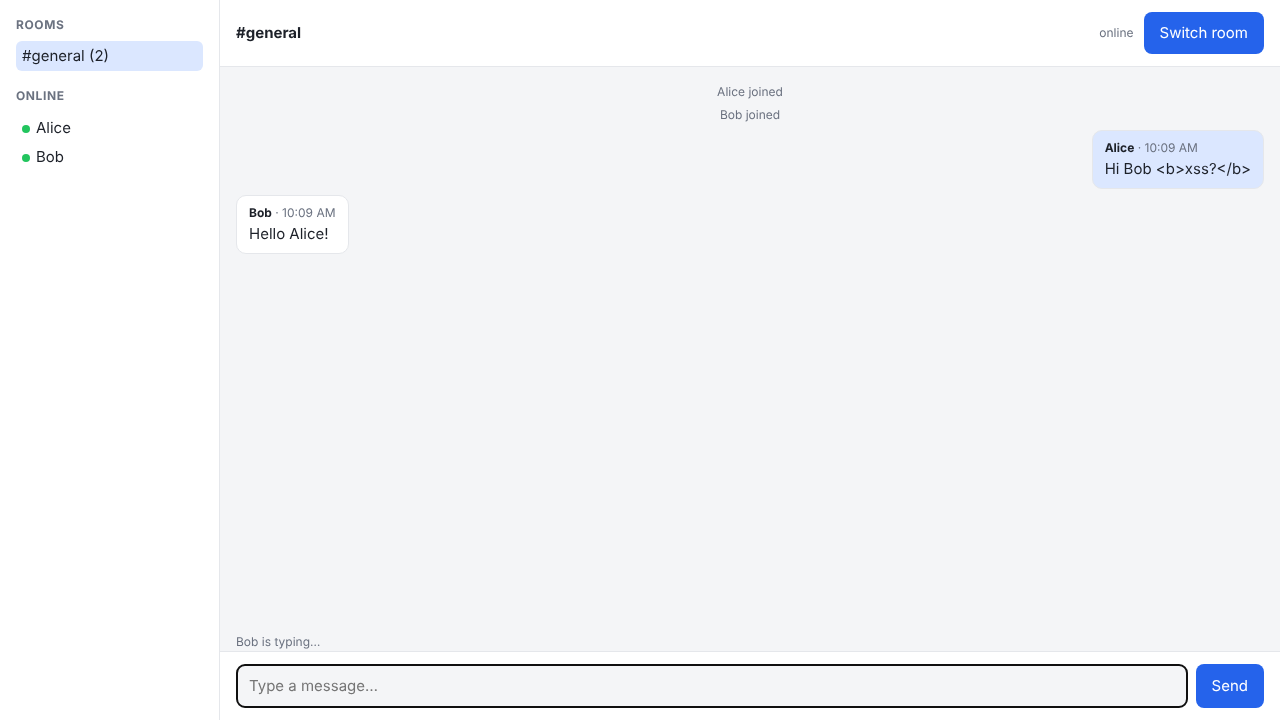 ROOMS
#general (2)
ONLINE
Alice
Bob
#general
online
Switch room
Alice joined
Bob joined
Alice · 10:09 AM
Hi Bob <b>xss?</b>
Bob · 10:09 AM
Hello Alice!
Bob is typing…
Type a message…
Send